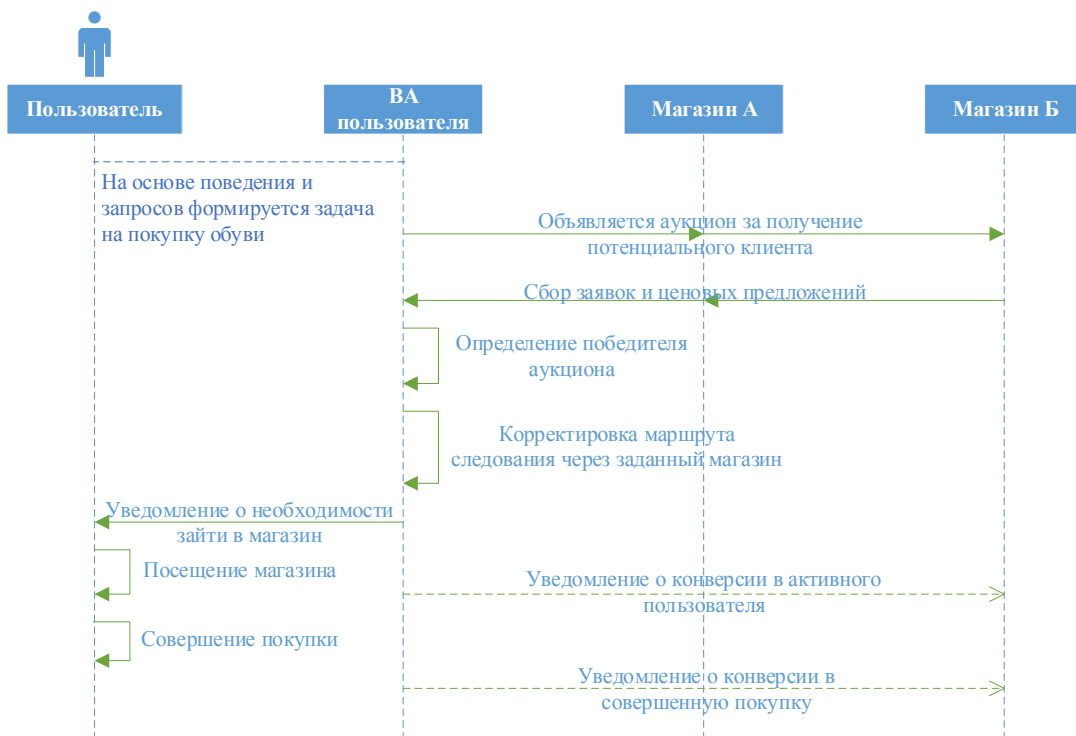 Пользователь
ВА
пользователя
Магазин А
Магазин Б
На основе поведения и
запросов формируется задача
на покупку обуви
Объявляется аукцион за получение
потенциального клиента
Сбор заявок и ценовых предложений
Определение победителя
аукциона
Корректировка маршрута
следования через заданный магазин
Уведомление о необходимости
зайти в магазин
Посещение магазина
Уведомление о конверсии в активного
пользователя
Совершение покупки
Уведомление о конверсии в
совершенную покупку